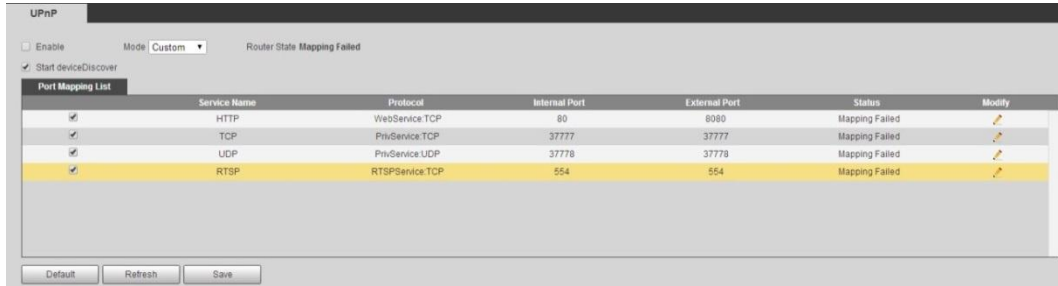 UPnP
Enable Mode Custom Router State Mapping Failed
Start deviceDiscover
Port Mapping List
Service Name Protocol Internal Port External Port Status Modify
HTTP WebService:TCP 80 8080 Mapping Failed
TCP PrivService:TCP 37777 37777 Mapping Failed
UDP PrivService:UDP 37778 37778 Mapping Failed
RTSP RTSPService:TCP 554 554 Mapping Failed
Default Refresh Save